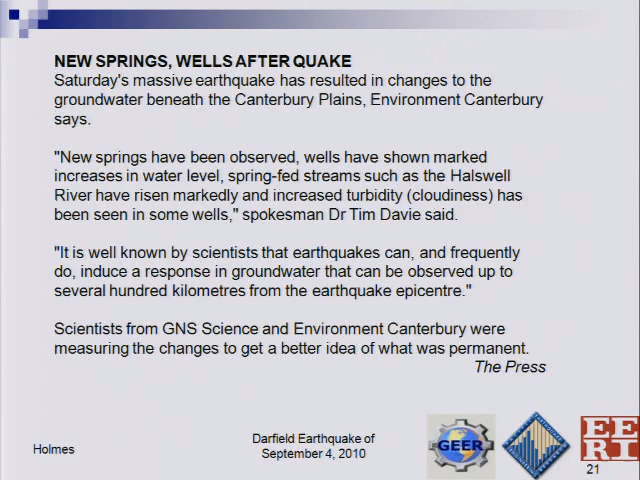 NEW SPRINGS, WELLS AFTER QUAKE
Saturday's massive earthquake has resulted in changes to the
groundwater beneath the Canterbury Plains, Environment Canterbury
says.
"New springs have been observed, wells have shown marked
increases in water level, spring-fed streams such as the Halswell
River have risen markedly and increased turbidity (cloudiness) has
been seen in some wells," spokesman Dr Tim Davie said.
"It is well known by scientists that earthquakes can, and frequently
do, induce a response in groundwater that can be observed up to
several hundred kilometres from the earthquake epicentre."
Scientists from GNS Science and Environment Canterbury were
measuring the changes to get a better idea of what was permanent.
The Press
Holmes
Darfield Earthquake of
September 4, 2010
GEER
EE
RI
21